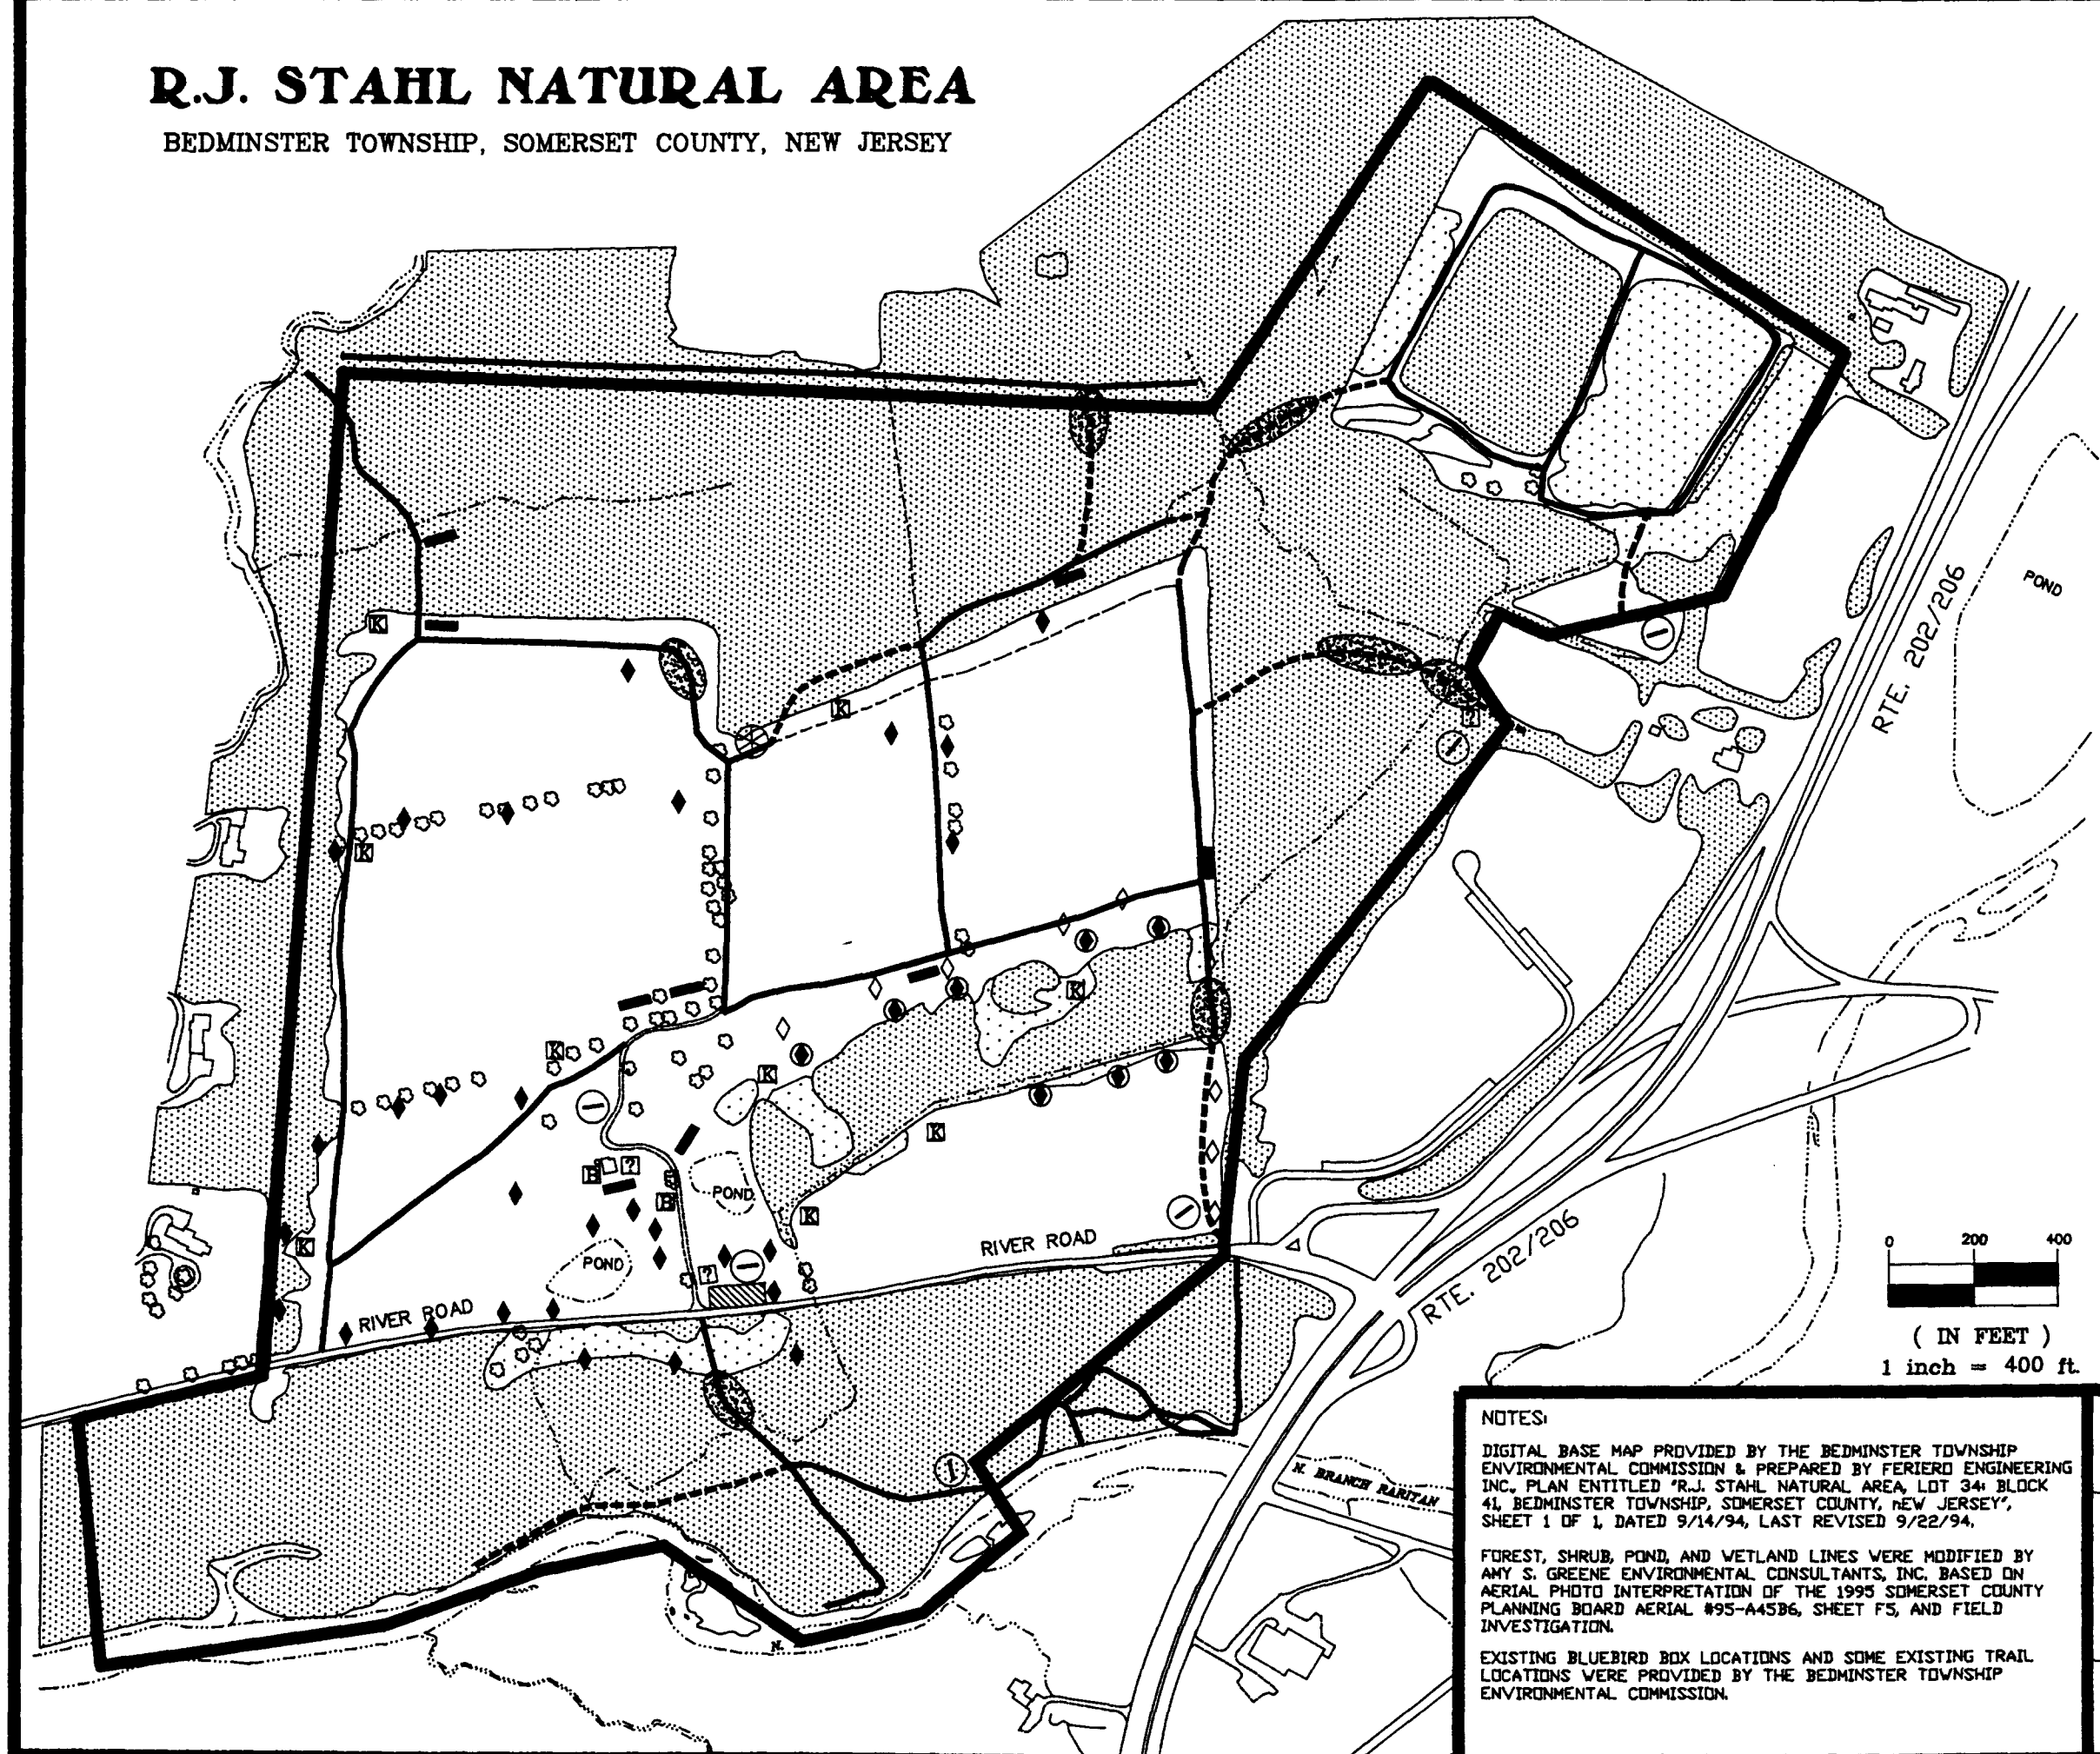 R.J. STAHL NATURAL AREA
BEDMINSTER TOWNSHIP, SOMERSET COUNTY, NEW JERSEY
POND
RTE. 202/206
K
K
K
?
K
K
K
B
?
B
POND
K
K
K
POND
?
RIVER ROAD
RIVER ROAD
RTE. 202/206
0 200 400
( IN FEET )
1 inch = 400 ft.
N. BRANCH RARITAN
N.
NOTES:
DIGITAL BASE MAP PROVIDED BY THE BEDMINSTER TOWNSHIP
ENVIRONMENTAL COMMISSION & PREPARED BY FERIERO ENGINEERING
INC., PLAN ENTITLED "R.J. STAHL NATURAL AREA, LOT 34: BLOCK
41, BEDMINSTER TOWNSHIP, SOMERSET COUNTY, nEW JERSEY",
SHEET 1 OF 1, DATED 9/14/94, LAST REVISED 9/22/94.
FOREST, SHRUB, POND, AND WETLAND LINES WERE MODIFIED BY
AMY S. GREENE ENVIRONMENTAL CONSULTANTS, INC. BASED ON
AERIAL PHOTO INTERPRETATION OF THE 1995 SOMERSET COUNTY
PLANNING BOARD AERIAL #95-A45B6, SHEET F5, AND FIELD
INVESTIGATION.
EXISTING BLUEBIRD BOX LOCATIONS AND SOME EXISTING TRAIL
LOCATIONS WERE PROVIDED BY THE BEDMINSTER TOWNSHIP
ENVIRONMENTAL COMMISSION.